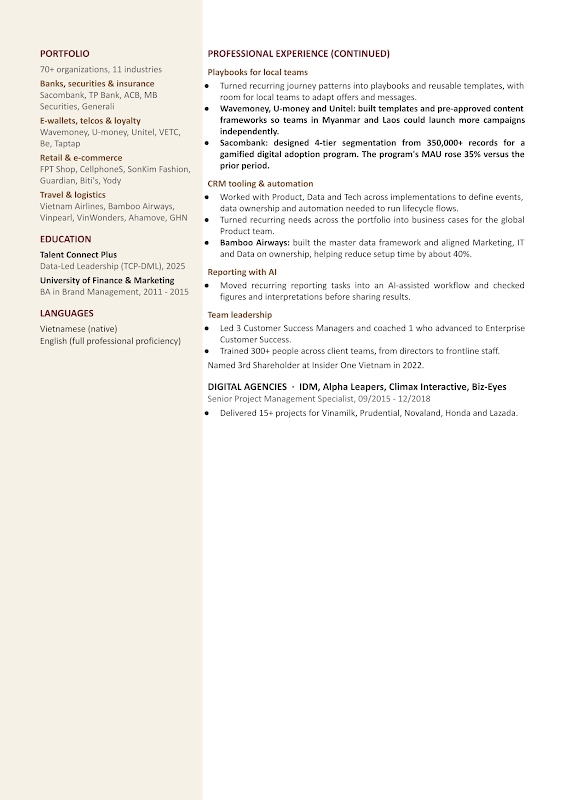 PORTFOLIO
70+ organizations, 11 industries
Banks, securities & insurance
Sacombank, TP Bank, ACB, MB
Securities, Generali
E-wallets, telcos & loyalty
Wavemoney, U-money, Unitel, VETC,
Be, Taptap
Retail & e-commerce
FPT Shop, CellphoneS, SonKim Fashion,
Guardian, Biti's, Yody
Travel & logistics
Vietnam Airlines, Bamboo Airways,
Vinpearl, VinWonders, Ahamove, GHN
EDUCATION
Talent Connect Plus
Data-Led Leadership (TCP-DML), 2025
University of Finance & Marketing
BA in Brand Management, 2011 - 2015
LANGUAGES
Vietnamese (native)
English (full professional proficiency)
PROFESSIONAL EXPERIENCE (CONTINUED)
Playbooks for local teams
● Turned recurring journey patterns into playbooks and reusable templates, with
room for local teams to adapt offers and messages.
● Wavemoney, U-money and Unitel: built templates and pre-approved content
frameworks so teams in Myanmar and Laos could launch more campaigns
independently.
● Sacombank: designed 4-tier segmentation from 350,000+ records for a
gamified digital adoption program. The program's MAU rose 35% versus the
prior period.
CRM tooling & automation
● Worked with Product, Data and Tech across implementations to define events,
data ownership and automation needed to run lifecycle flows.
● Turned recurring needs across the portfolio into business cases for the global
Product team.
● Bamboo Airways: built the master data framework and aligned Marketing, IT
and Data on ownership, helping reduce setup time by about 40%.
Reporting with AI
● Moved recurring reporting tasks into an AI-assisted workflow and checked
figures and interpretations before sharing results.
Team leadership
● Led 3 Customer Success Managers and coached 1 who advanced to Enterprise
Customer Success.
● Trained 300+ people across client teams, from directors to frontline staff.
Named 3rd Shareholder at Insider One Vietnam in 2022.
DIGITAL AGENCIES · IDM, Alpha Leapers, Climax Interactive, Biz-Eyes
Senior Project Management Specialist, 09/2015 - 12/2018
● Delivered 15+ projects for Vinamilk, Prudential, Novaland, Honda and Lazada.